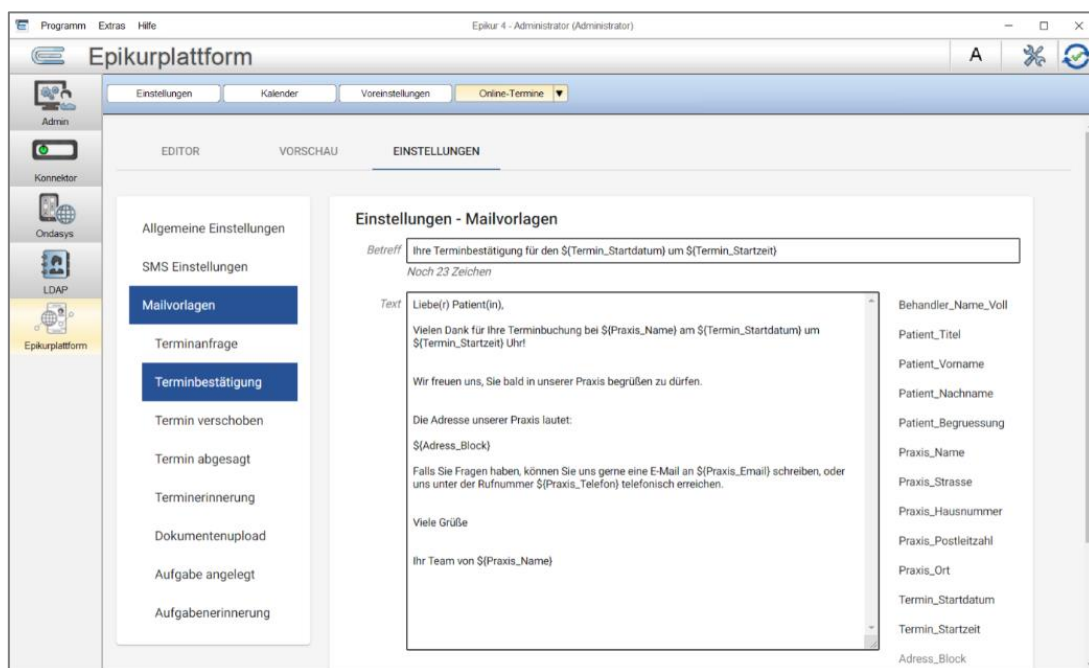 Programm Extras Hilfe
Epikur 4 - Administrator (Administrator)
Epikurplattform
A
Admin
Konnektor
Ondasys
LDAP
Epikurplattform
Einstellungen
Kalender
Voreinstellungen
Online-Termine
EDITOR
VORSCHAU
EINSTELLUNGEN
Allgemeine Einstellungen
SMS Einstellungen
Mailvorlagen
Terminanfrage
Terminbestätigung
Termin verschoben
Termin abgesagt
Terminerinnerung
Dokumentenupload
Aufgabe angelegt
Aufgabenerinnerung
Einstellungen - Mailvorlagen
Betreff
Ihre Terminbestätigung für den ${Termin_Startdatum} um ${Termin_Startzeit}
Noch 23 Zeichen
Text
Liebe(r) Patient(in),
Vielen Dank für Ihre Terminbuchung bei ${Praxis_Name} am ${Termin_Startdatum} um
${Termin_Startzeit} Uhr!
Wir freuen uns, Sie bald in unserer Praxis begrüßen zu dürfen.
Die Adresse unserer Praxis lautet:
${Adress_Block}
Falls Sie Fragen haben, können Sie uns gerne eine E-Mail an ${Praxis_Email} schreiben, oder
uns unter der Rufnummer ${Praxis_Telefon} telefonisch erreichen.
Viele Grüße
Ihr Team von ${Praxis_Name}
Behandler_Name_Voll
Patient_Titel
Patient_Vorname
Patient_Nachname
Patient_Begruessung
Praxis_Name
Praxis_Strasse
Praxis_Hausnummer
Praxis_Postleitzahl
Praxis_Ort
Termin_Startdatum
Termin_Startzeit
Adress_Block